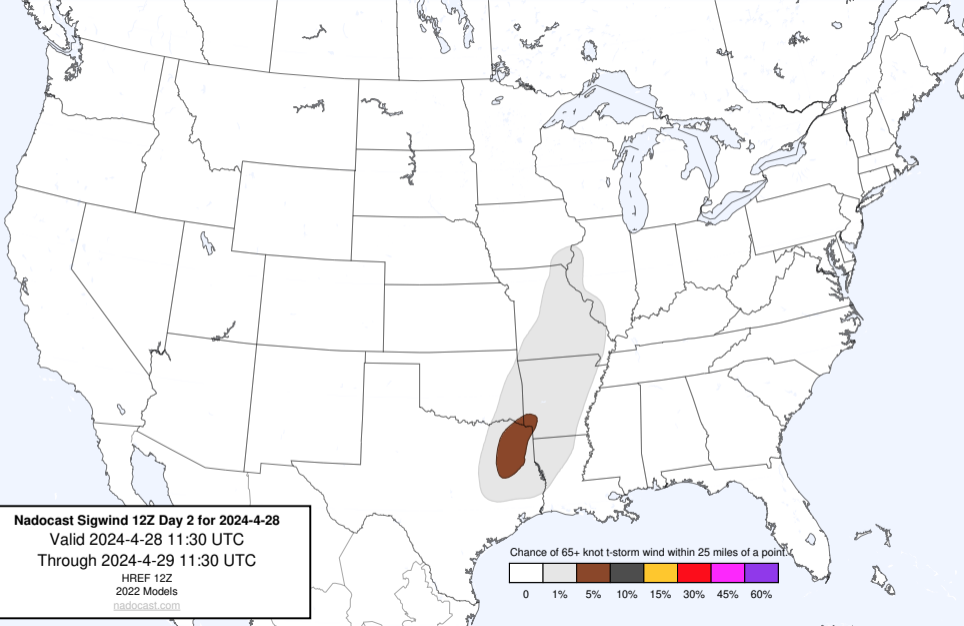 Nadocast Sigwind 12Z Day 2 for 2024-4-28
Valid 2024-4-28 11:30 UTC
Through 2024-4-29 11:30 UTC
HREF 12Z
2022 Models
nadocast.com
Chance of 65+ knot t-storm wind within 25 miles of a point.
0 1% 5% 10% 15% 30% 45% 60%